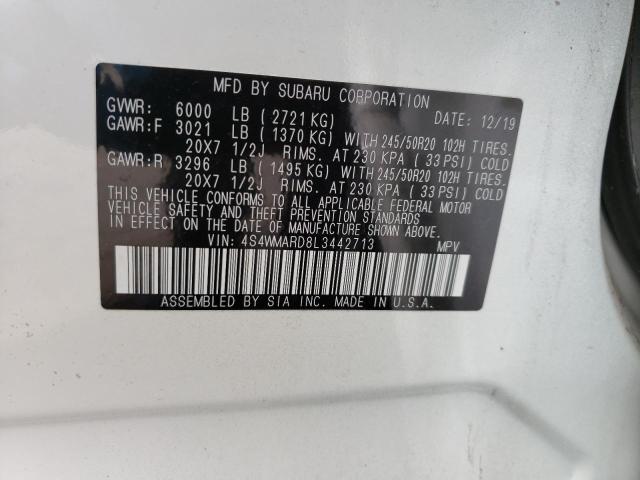 MFD BY SUBARU CORPORATION
GVWR: 6000 LB (2721 KG) DATE: 12/19
GAWR:F 3021 LB (1370 KG) WITH 245/50R20 102H TIRES.
20X7 1/2J RIMS. AT 230 KPA (33 PSI) COLD
GAWR:R 3296 LB (1495 KG) WITH 245/50R20 102H TIRES.
20X7 1/2J RIMS. AT 230 KPA (33 PSI) COLD
THIS VEHICLE CONFORMS TO ALL APPLICABLE FEDERAL MOTOR
VEHICLE SAFETY AND THEFT PREVENTION STANDARDS
IN EFFECT ON THE DATE OF MANUFACTURE SHOWN ABOVE.
VIN: 4S4WMARD8L3442713 MPV
ASSEMBLED BY SIA INC. MADE IN U.S.A.